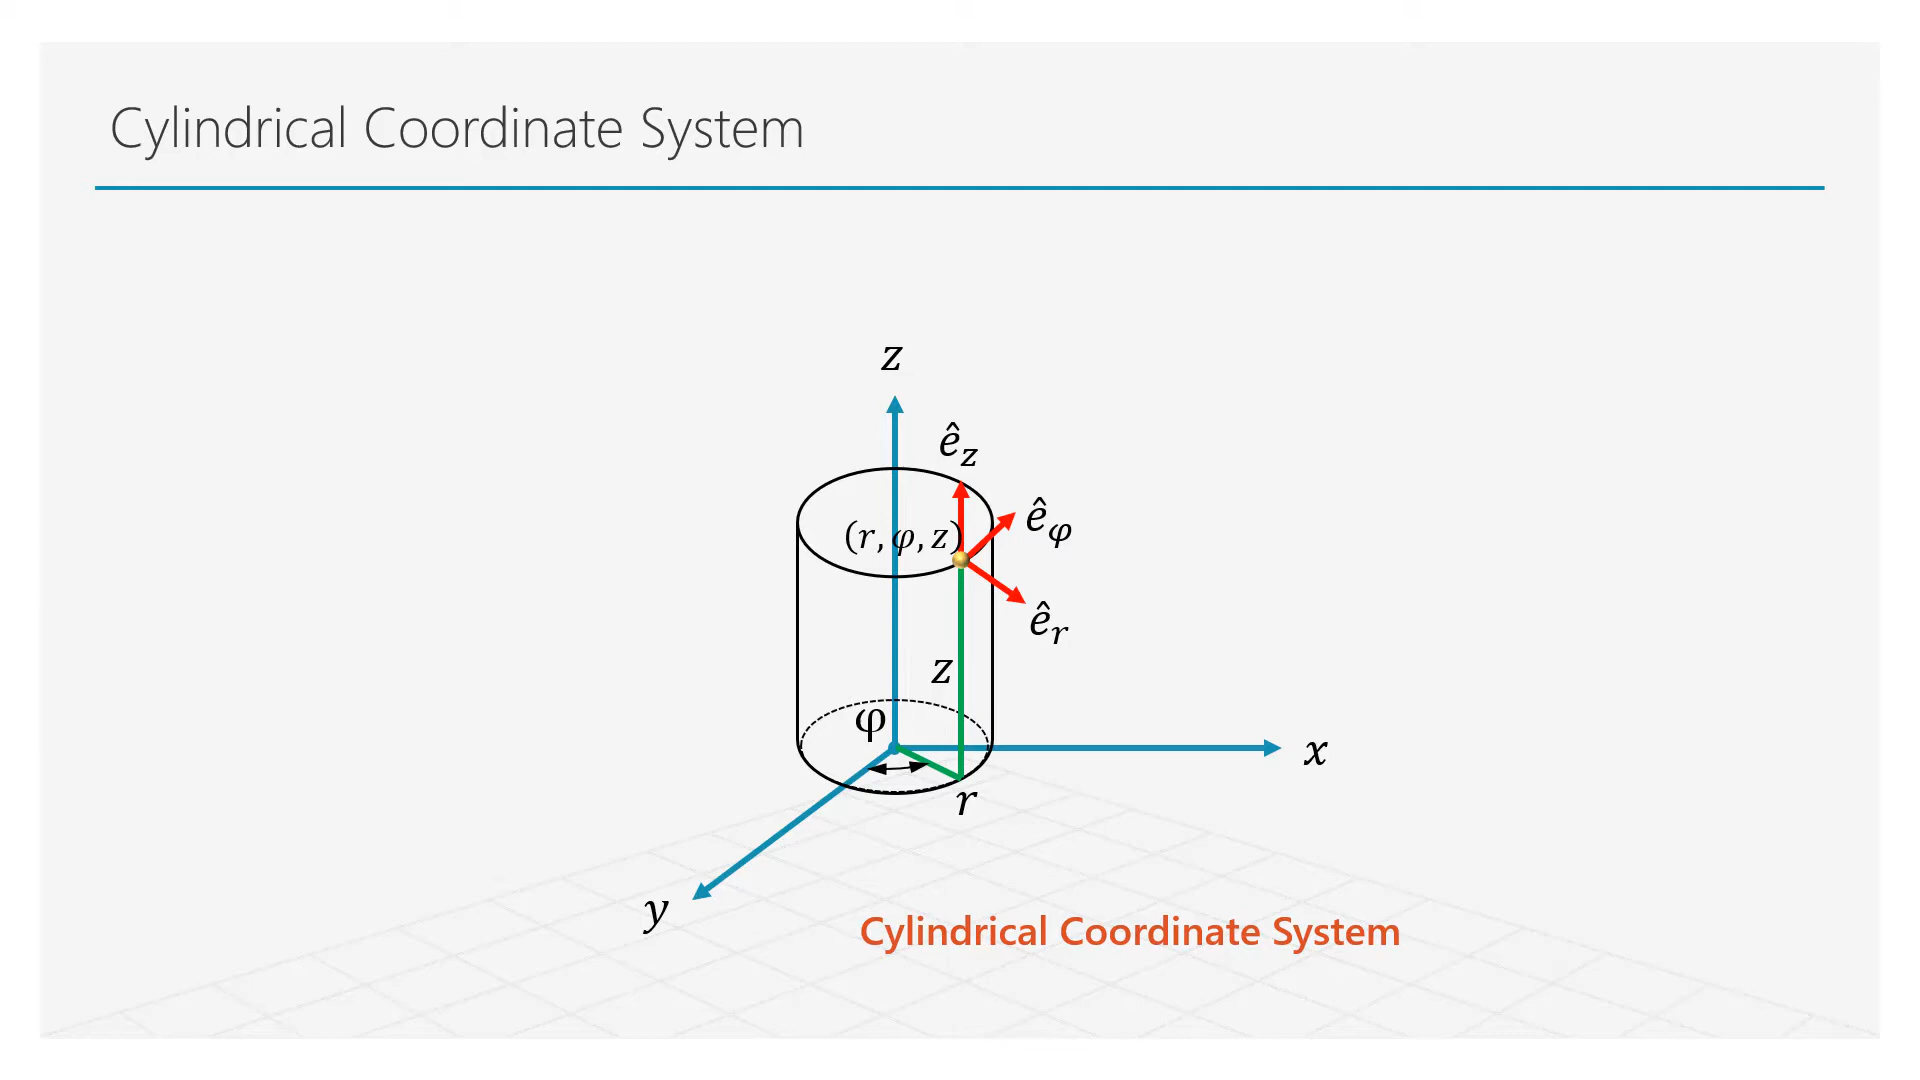 Cylindrical Coordinate System
z
ê_z
(r, φ, z)
ê_φ
ê_r
z
φ
x
r
y
Cylindrical Coordinate System